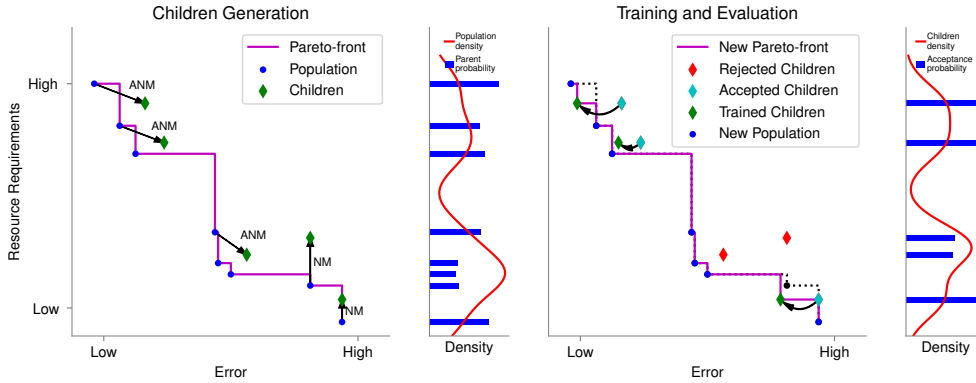 Children Generation
Training and Evaluation
Pareto-front
Population
Children
Population
density
Parent
probability
New Pareto-front
Rejected Children
Accepted Children
Trained Children
New Population
Children
density
Acceptance
probability
High
Low
Resource Requirements
ANM
ANM
ANM
NM
NM
Low
High
Error
Density
Low
High
Error
Density